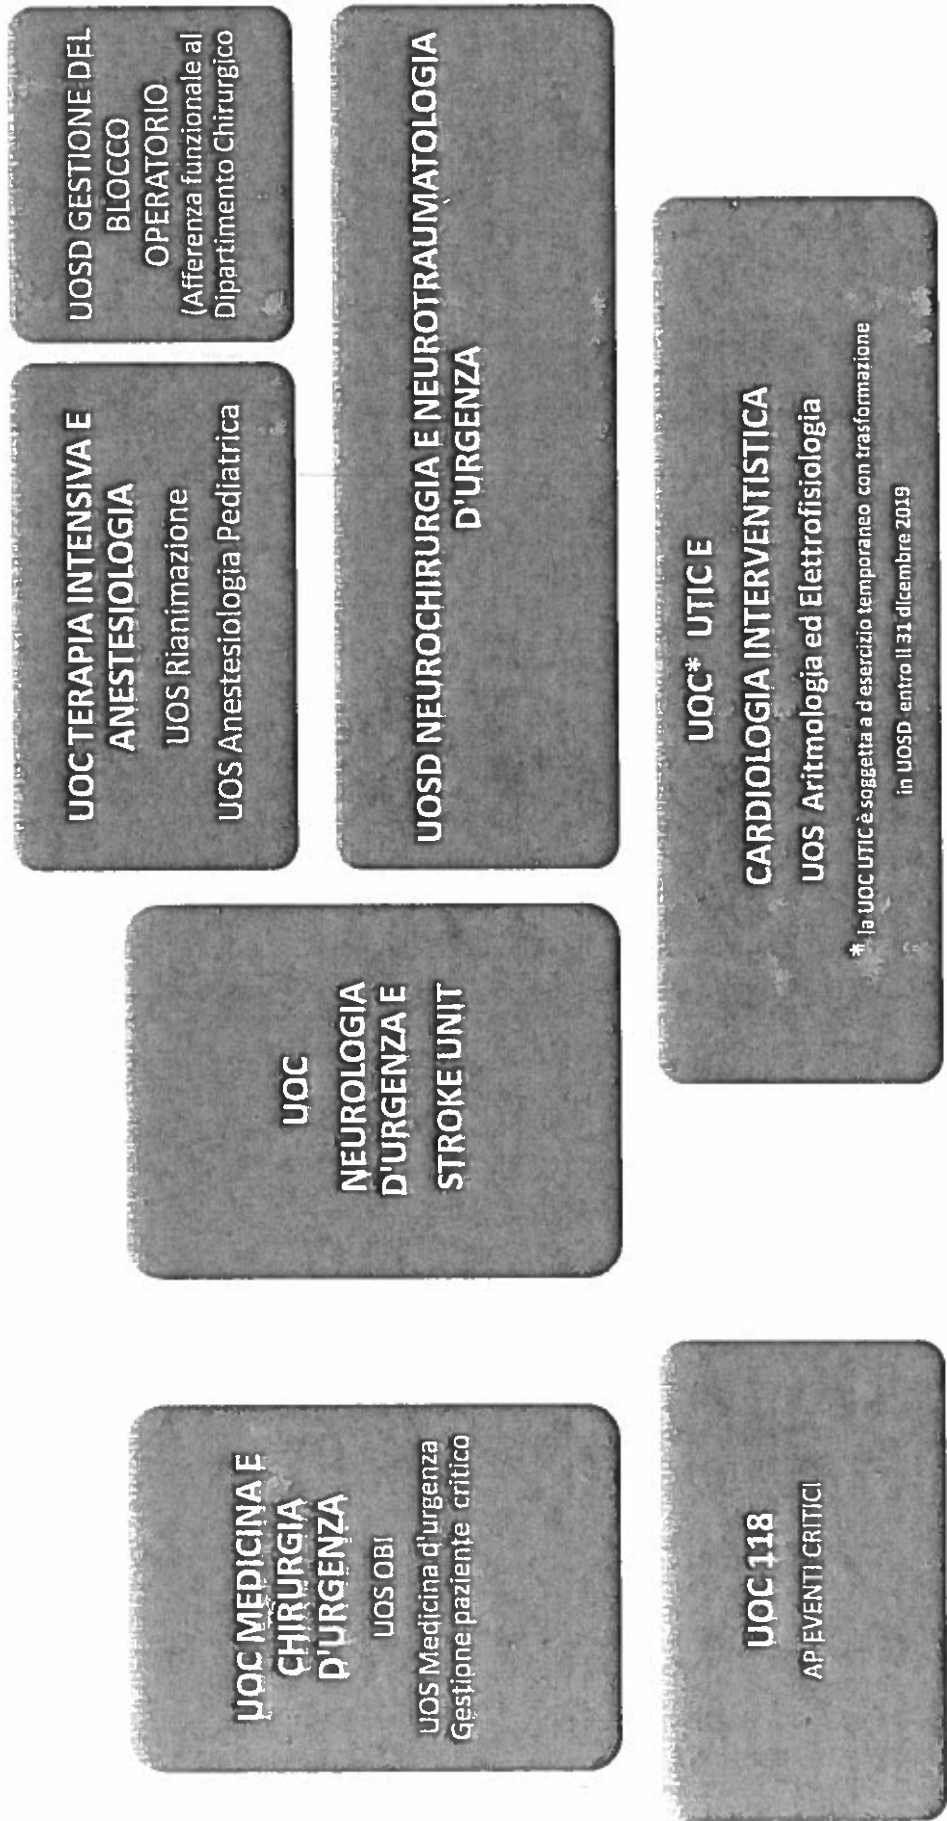 UOC MEDICINA E
CHIRURGIA
D'URGENZA
UOS OBI
UOS Medicina d'urgenza
Gestione paziente critico
UOC
NEUROLOGIA
D'URGENZA E
STROKE UNIT
UOC TERAPIA INTENSIVA E
ANESTESIOLOGIA
UOS Rianimazione
UOS Anestesiologia Pediatrica
UOSD GESTIONE DEL
BLOCCO
OPERATORIO
(Afferenza funzionale al
Dipartimento Chirurgico
UOSD NEUROCHIRURGIA E NEUROTRAUMATOLOGIA
D'URGENZA
UOC 118
AP EVENTI CRITICI
UOC* UTIC E
CARDIOLOGIA INTERVENTISTICA
UOS Aritmologia ed Elettrofisiologia
* la UOC UTIC è soggetta ad esercizio temporaneo con trasformazione
in UOSD entro il 31 dicembre 2019